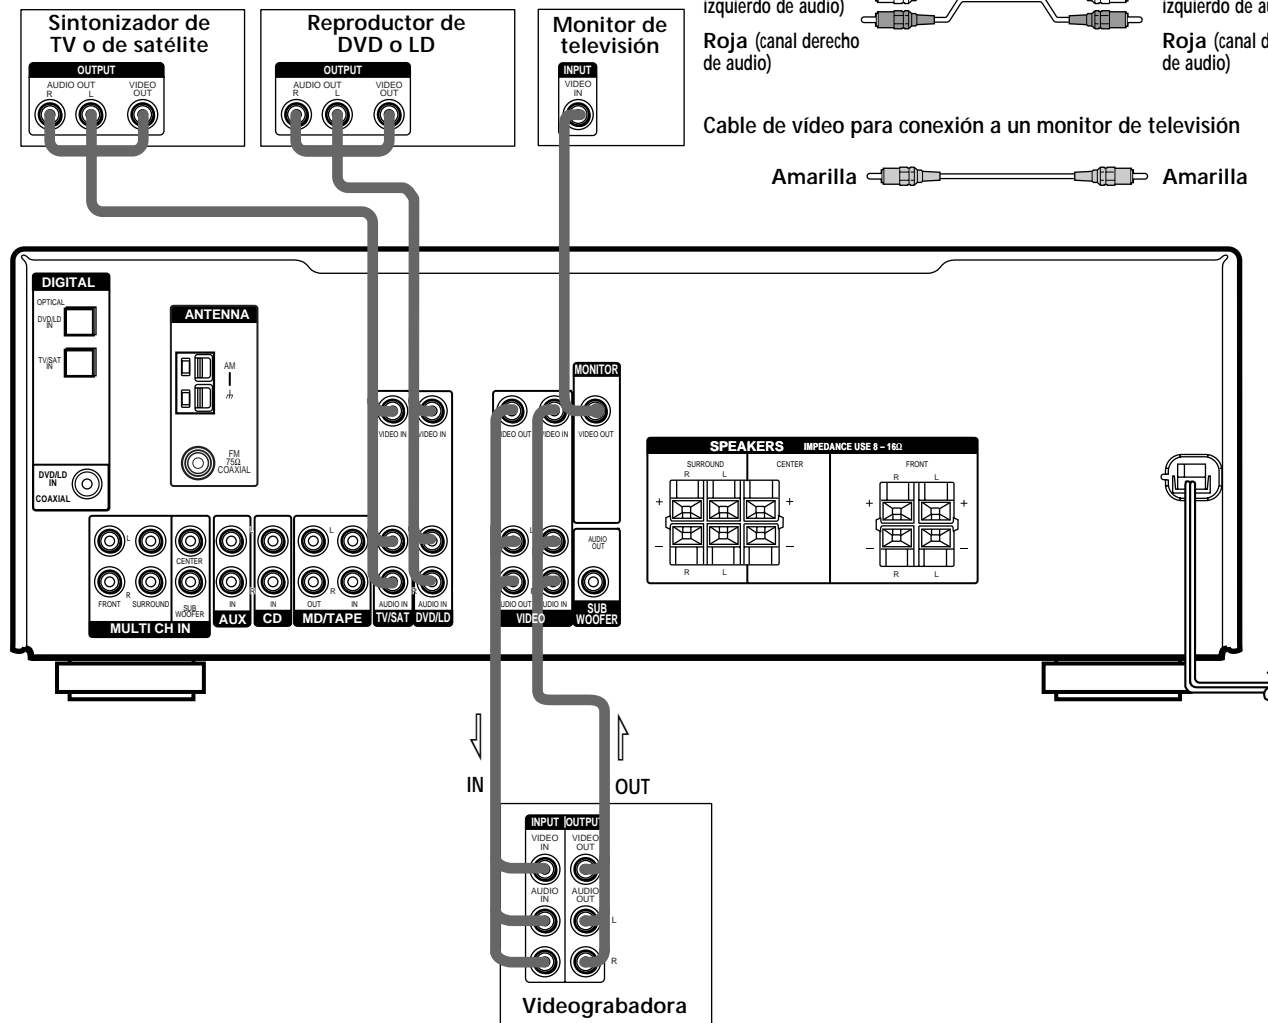 Sintonizador de
TV o de satélite
OUTPUT
AUDIO OUT
R L
VIDEO
OUT
Reproductor de
DVD o LD
OUTPUT
AUDIO OUT
R L
VIDEO
OUT
Monitor de
televisión
INPUT
VIDEO
IN
izquierdo de audio)
Roja (canal derecho
de audio)
izquierdo de au
Roja (canal d
de audio)
Cable de vídeo para conexión a un monitor de televisión
Amarilla
Amarilla
DIGITAL
OPTICAL
DVD/LD
IN
TV/SAT
IN
DVD/LD
IN
COAXIAL
ANTENNA
AM
FM
75Ω
COAXIAL
VIDEO IN
VIDEO IN
VIDEO OUT
VIDEO IN
MONITOR
VIDEO OUT
SPEAKERS IMPEDANCE USE 8 – 16Ω
SURROUND
R L
CENTER
FRONT
R L
+ +
+ +
– –
– –
R L
R L
L
CENTER
L
L
AUDIO
OUT
R
FRONT
SURROUND
SUB
WOOFER
IN
IN
R
OUT
IN
AUDIO IN
AUDIO IN
AUDIO OUT
AUDIO IN
MULTI CH IN
AUX
CD
MD/TAPE
TV/SAT
DVD/LD
VIDEO
SUB
WOOFER
IN
OUT
INPUT
OUTPUT
VIDEO
IN
VIDEO
OUT
AUDIO
IN
AUDIO
OUT
L
R
Videograbadora